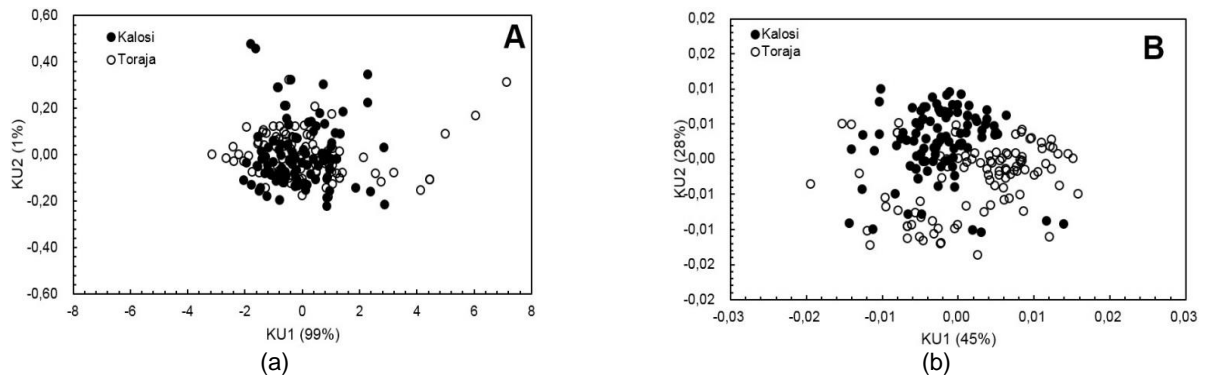 0,60
0,40
0,20
0,00
-0,20
-0,40
-0,60
KU2 (1%)
Kalosi
Toraja
A
-8
-6
-4
-2
0
2
4
6
8
KU1 (99%)
(a)
0,02
0,02
0,01
0,01
-0,00
-0,01
-0,01
-0,02
-0,02
KU2 (28%)
Kalosi
Toraja
B
-0,03
-0,02
-0,01
0,00
0,01
0,02
0,03
KU1 (45%)
(b)